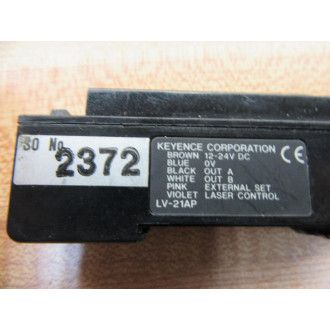 SO No.
2372
KEYENCE CORPORATION
BROWN 12-24V DC
BLUE 0V
BLACK OUT A
WHITE OUT B
PINK EXTERNAL SET
VIOLET LASER CONTROL
LV-21AP
CE